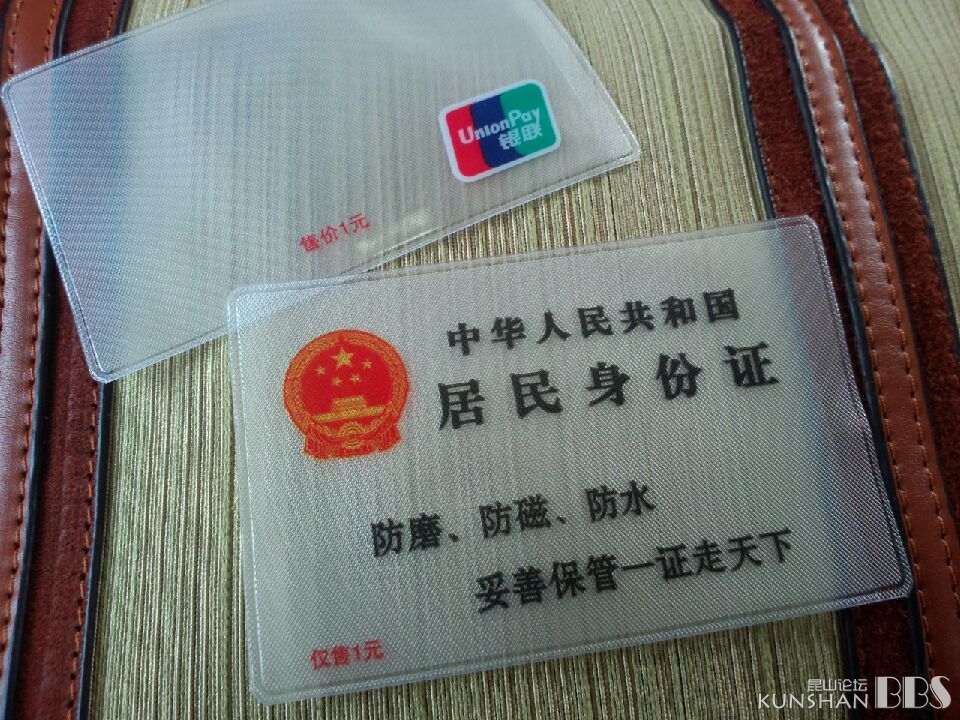 UnionPay
银联
售价1元
中华人民共和国
居民身份证
防磨、防磁、防水
妥善保管一证走天下
仅售1元
昆山论坛
KUNSHAN BBS